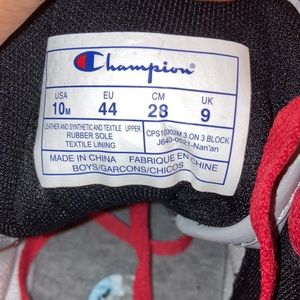 Champion
USA EU CM UK
10M 44 28 9
LEATHER AND SYNTHETIC AND TEXTILE UPPER
RUBBER SOLE
TEXTILE LINING
CPS10302M 3 ON 3 BLOCK
J640-0521-Nan'an
MADE IN CHINA FABRIQUE EN CHINE
BOYS/GARCONS/CHICOS